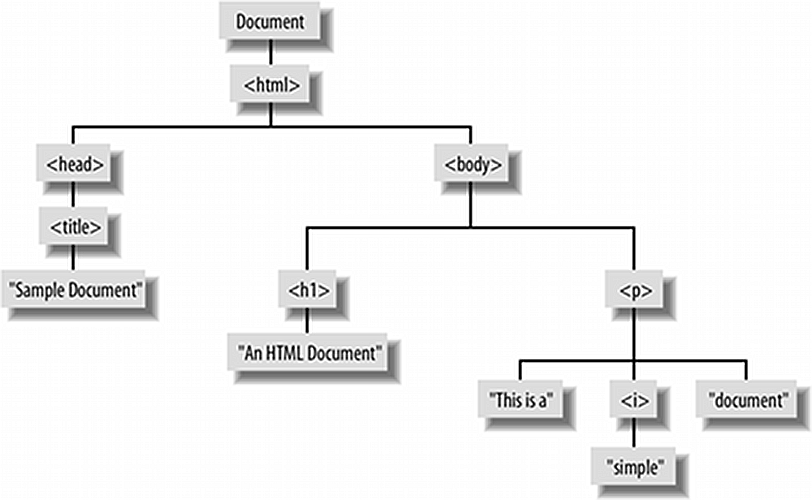 Document
<html>
<head>
<body>
<title>
"Sample Document"
<h1>
<p>
"An HTML Document"
"This is a"
<i>
"document"
"simple"